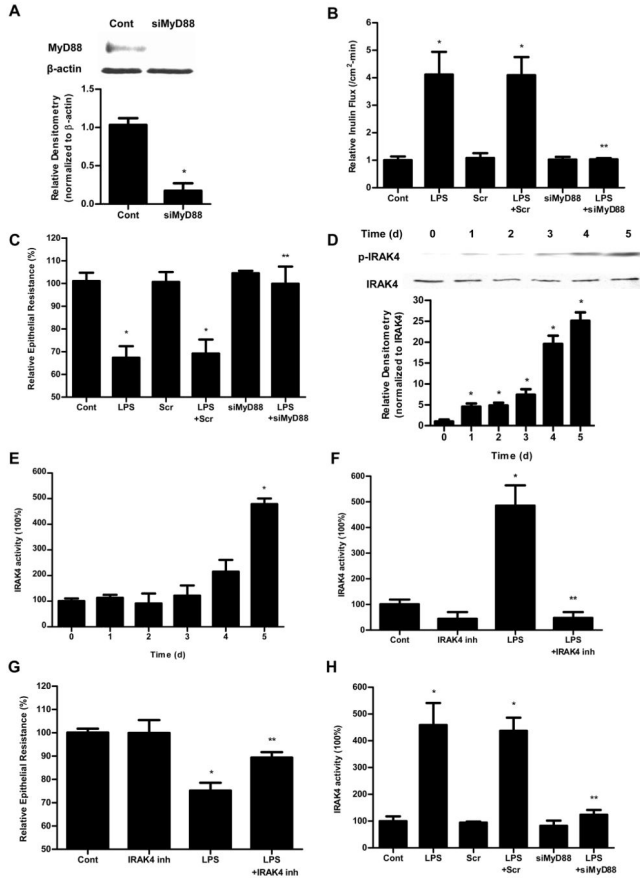 A
Cont siMyD88
MyD88
β-actin
Relative Densitometry
(normalized to β-actin)
1.5
1.0
0.5
0.0
*
Cont siMyD88
B
Relative Inulin Flux (/cm2-min)
6
5
4
3
2
1
0
* * **
Cont LPS Scr LPS +Scr siMyD88 LPS +siMyD88
C
Relative Epithelial Resistance (%)
120
110
100
90
80
70
60
50
* * **
Cont LPS Scr LPS +Scr siMyD88 LPS +siMyD88
D
Time (d) 0 1 2 3 4 5
p-IRAK4
IRAK4
Relative Densitometry
(normalized to IRAK4)
30
25
20
15
10
5
0
* * * * *
0 1 2 3 4 5
Time (d)
E
IRAK4 activity (100%)
600
500
400
300
200
100
0
*
0 1 2 3 4 5
Time (d)
F
IRAK4 activity (100%)
600
500
400
300
200
100
0
* **
Cont IRAK4 inh LPS LPS +IRAK4 inh
G
Relative Epithelial Resistance (%)
120
110
100
90
80
70
60
50
* **
Cont IRAK4 inh LPS LPS +IRAK4 inh
H
IRAK4 activity (100%)
600
500
400
300
200
100
0
* * **
Cont LPS Scr LPS +Scr siMyD88 LPS +siMyD88